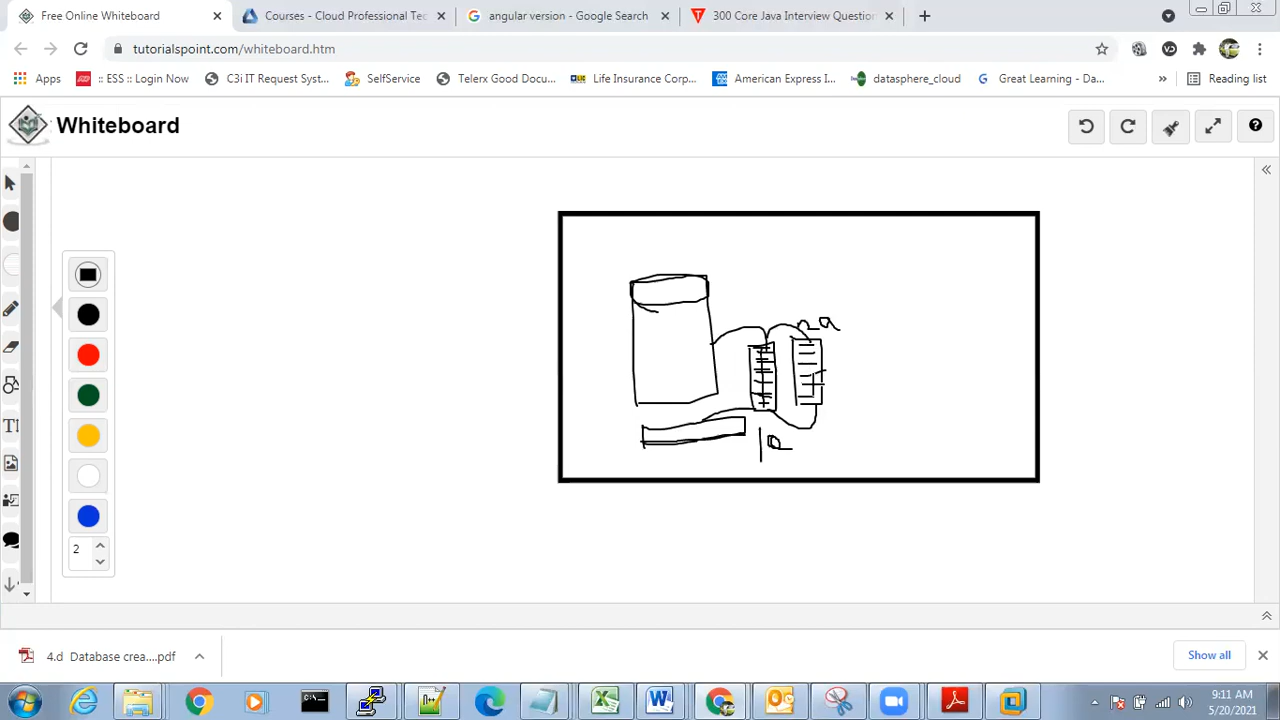 Free Online Whiteboard
Courses - Cloud Professional Te
angular version - Google Search
300 Core Java Interview Question
tutorialspoint.com/whiteboard.htm
Apps
:: ESS :: Login Now
C3i IT Request Syst...
SelfService
Telerx Good Docu...
Life Insurance Corp...
American Express I...
datasphere_cloud
Great Learning - Da...
»
Reading list
Whiteboard
T
2
4.d Database crea....pdf
Show all
9:11 AM
5/20/2021